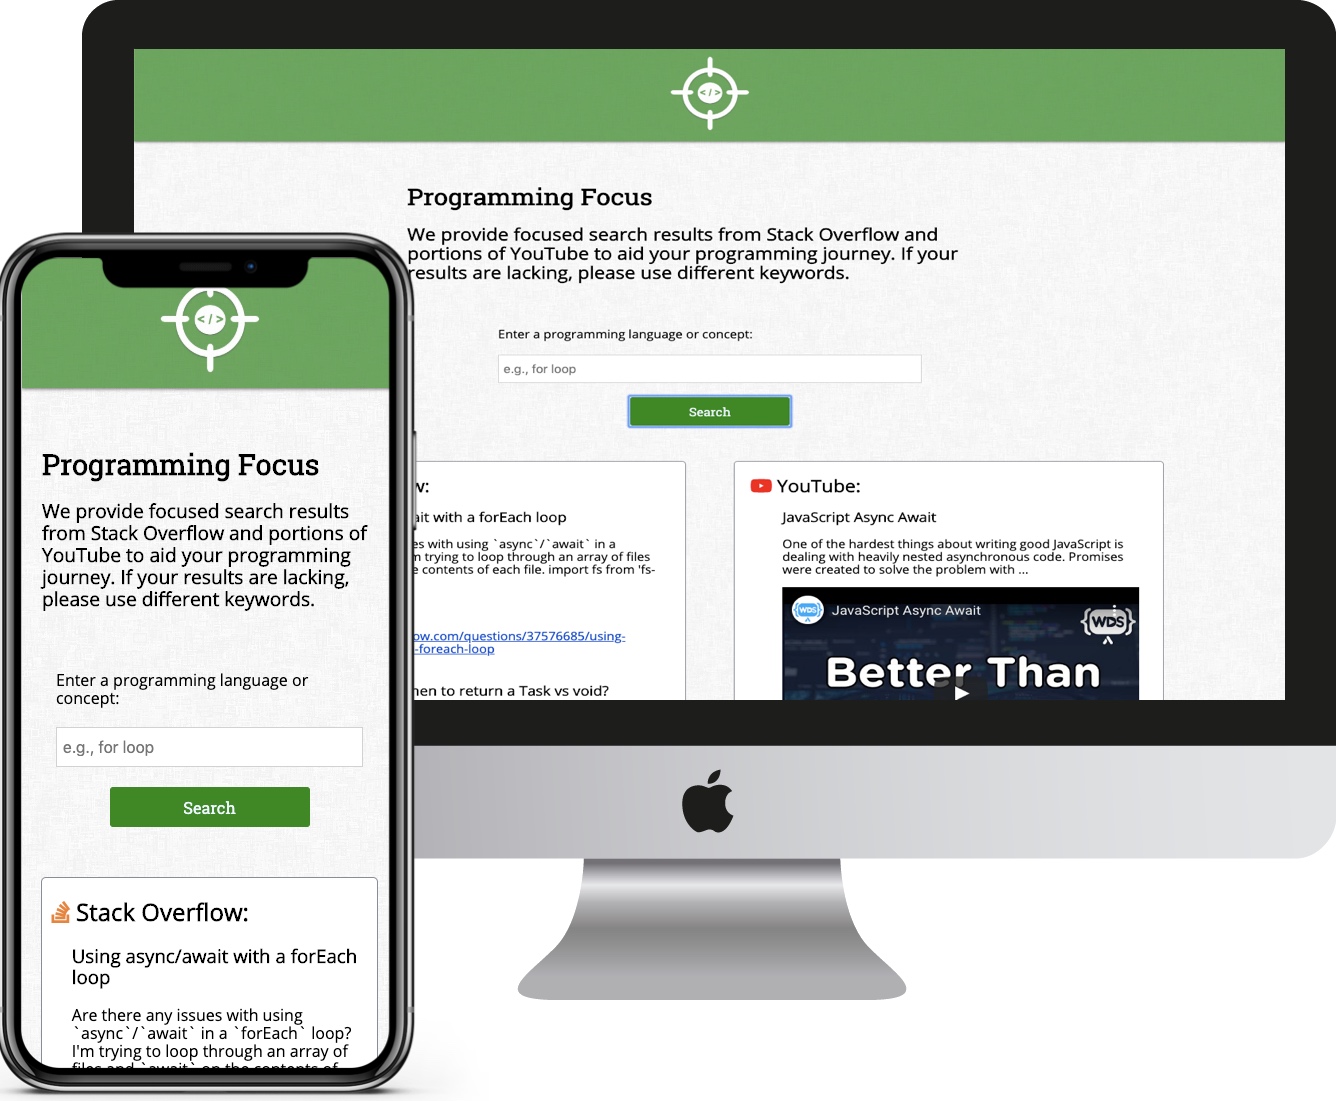 </>
Programming Focus
We provide focused search results from Stack Overflow and
portions of YouTube to aid your programming journey. If your
results are lacking, please use different keywords.
Enter a programming language or concept:
e.g., for loop
Search
w:
ait with a forEach loop
es with using `async`/`await` in a
m trying to loop through an array of files
e contents of each file. import fs from 'fs-
ow.com/questions/37576685/using-
-foreach-loop
hen to return a Task vs void?
YouTube:
JavaScript Async Await
One of the hardest things about writing good JavaScript is
dealing with heavily nested asynchronous code. Promises
were created to solve the problem with ...
WDS JavaScript Async Await
WDS
Better Than
</>
Programming Focus
We provide focused search results
from Stack Overflow and portions of
YouTube to aid your programming
journey. If your results are lacking,
please use different keywords.
Enter a programming language or
concept:
e.g., for loop
Search
Stack Overflow:
Using async/await with a forEach
loop
Are there any issues with using
`async`/`await` in a `forEach` loop?
I'm trying to loop through an array of
files and `await` on the contents of